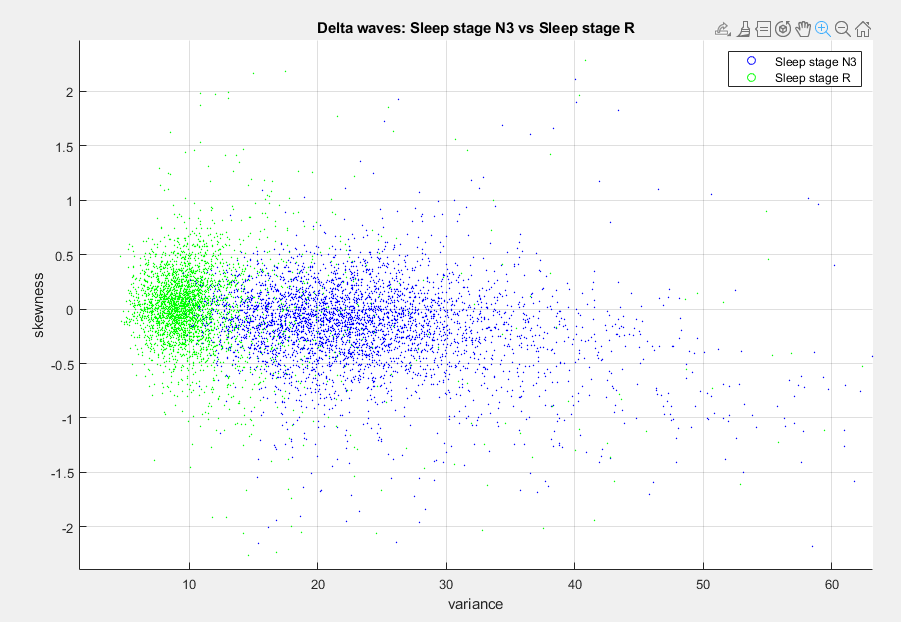 Delta waves: Sleep stage N3 vs Sleep stage R
Sleep stage N3
Sleep stage R
2
1.5
1
0.5
0
-0.5
-1
-1.5
-2
skewness
10 20 30 40 50 60
variance